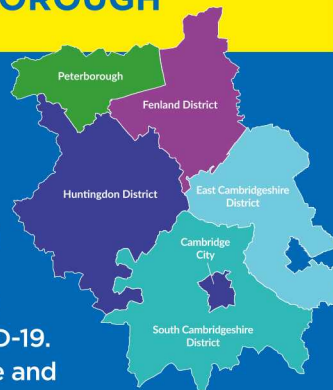 OROUGH
Peterborough
Fenland District
Huntingdon District
East Cambridgeshire
District
Cambridge
City
South Cambridgeshire
District
D-19.
e and